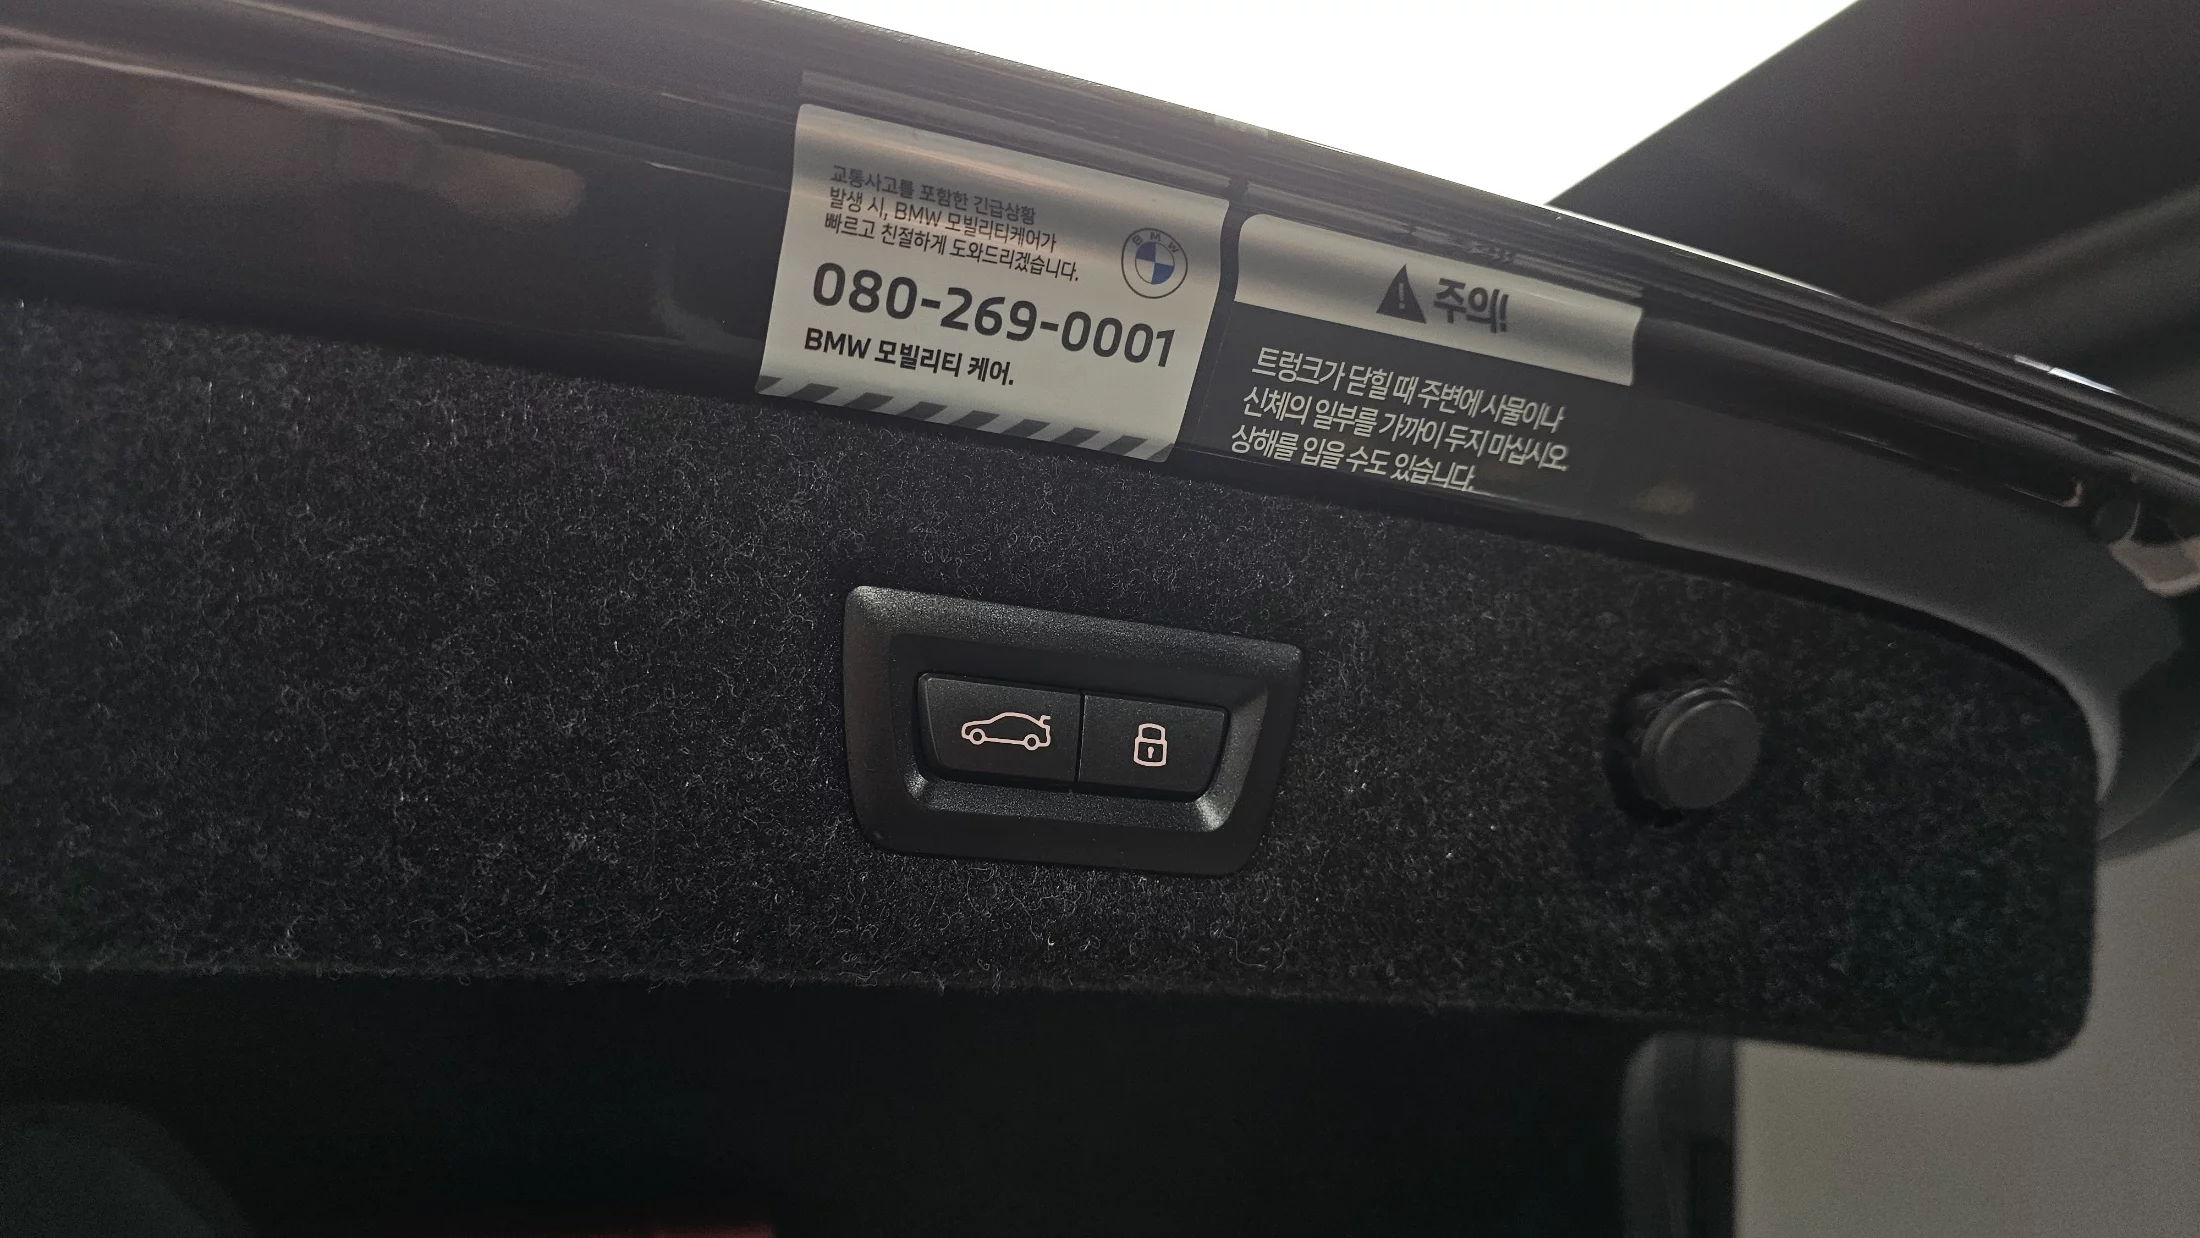 교통사고를 포함한 긴급상황
발생 시, BMW 모빌리티케어가
빠르고 친절하게 도와드리겠습니다.
BMW
080-269-0001
BMW 모빌리티 케어.
주의!
트렁크가 닫힐 때 주변에 사물이나
신체의 일부를 가까이 두지 마십시오.
상해를 입을 수도 있습니다.